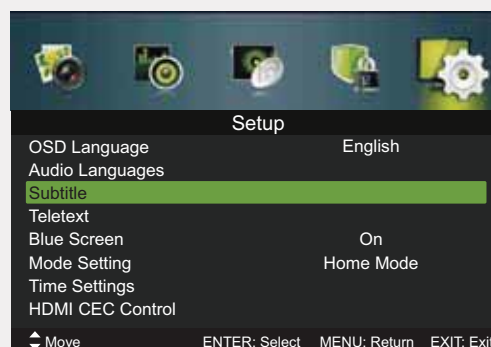 Setup
OSD Language English
Audio Languages
Subtitle
Teletext
Blue Screen On
Mode Setting Home Mode
Time Settings
HDMI CEC Control
Move ENTER: Select MENU: Return EXIT: Exit